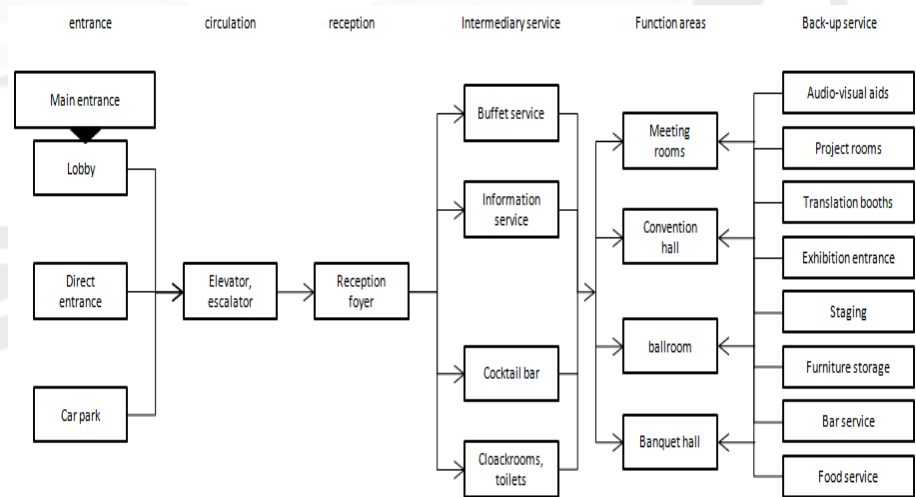 entrance
circulation
reception
Intermediary service
Function areas
Back-up service
Main entrance
Lobby
Direct
entrance
Car park
Elevator,
escalator
Reception
foyer
Buffet service
Information
service
Cocktail bar
Cloackrooms,
toilets
Meeting
rooms
Convention
hall
ballroom
Banquet hall
Audio-visual aids
Project rooms
Translation booths
Exhibition entrance
Staging
Furniture storage
Bar service
Food service